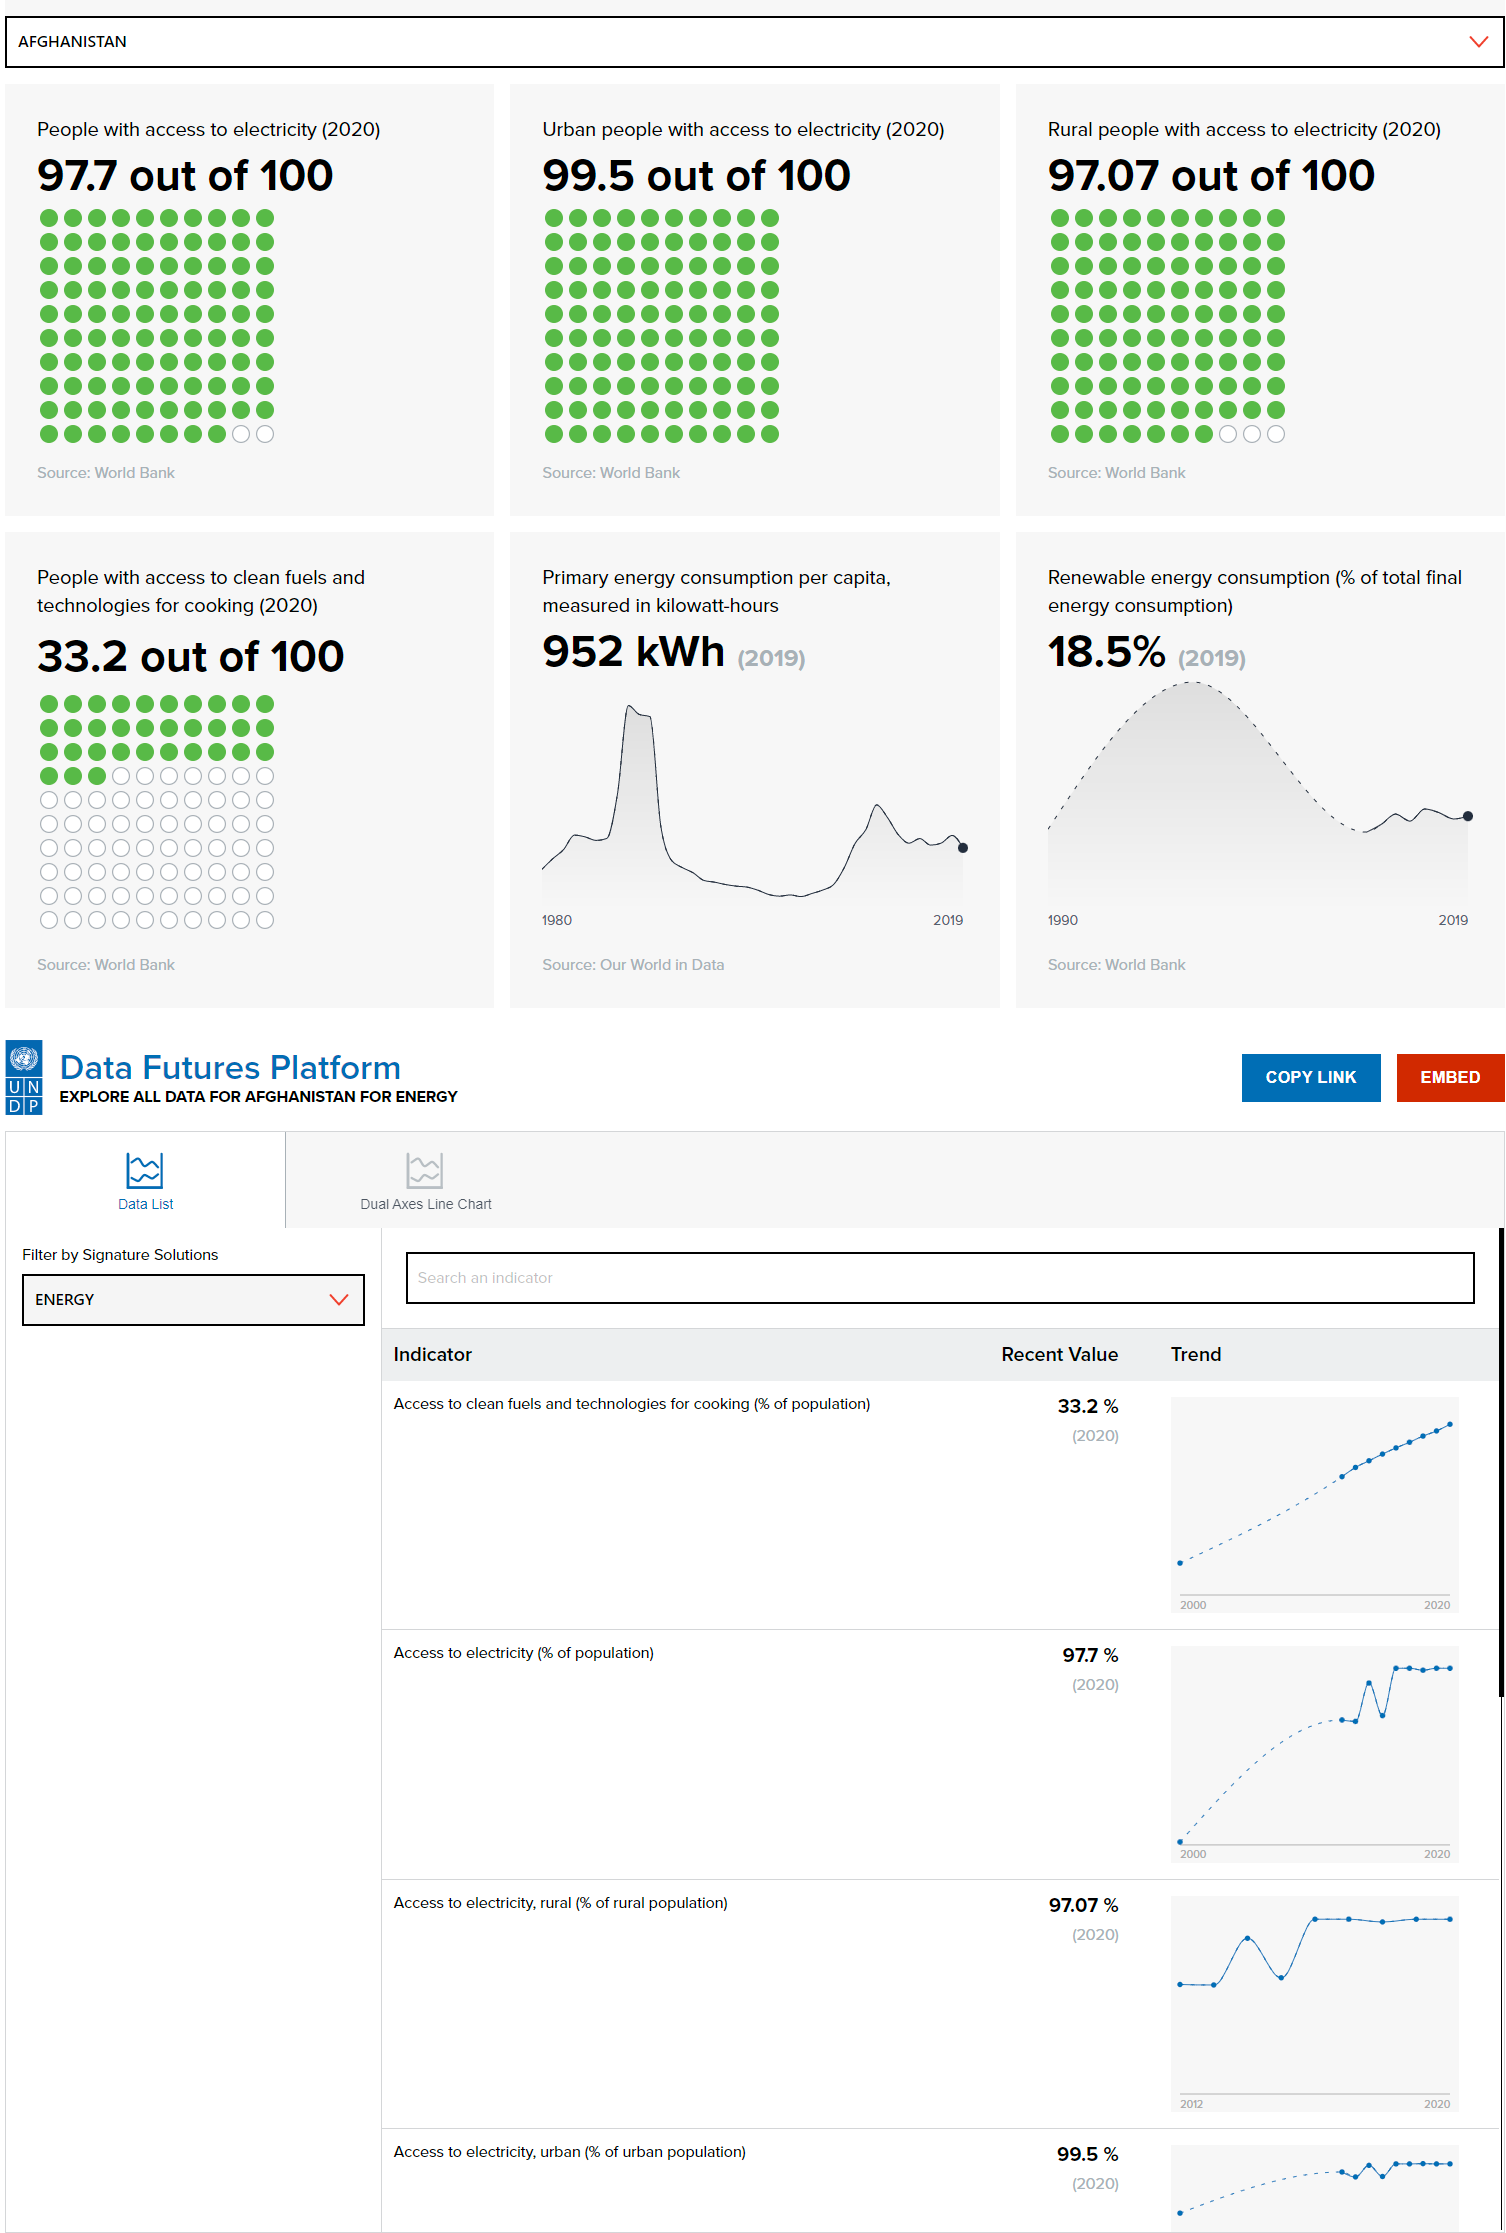 AFGHANISTAN
People with access to electricity (2020)
97.7 out of 100
Source: World Bank
Urban people with access to electricity (2020)
99.5 out of 100
Source: World Bank
Rural people with access to electricity (2020)
97.07 out of 100
Source: World Bank
People with access to clean fuels and
technologies for cooking (2020)
33.2 out of 100
Source: World Bank
Primary energy consumption per capita,
measured in kilowatt-hours
952 kWh (2019)
1980 2019
Source: Our World in Data
Renewable energy consumption (% of total final
energy consumption)
18.5% (2019)
1990 2019
Source: World Bank
U N
D P
Data Futures Platform
EXPLORE ALL DATA FOR AFGHANISTAN FOR ENERGY
COPY LINK
EMBED
Data List
Dual Axes Line Chart
Filter by Signature Solutions
ENERGY
Search an indicator
Indicator Recent Value Trend
Access to clean fuels and technologies for cooking (% of population) 33.2 %
(2020)
2000 2020
Access to electricity (% of population) 97.7 %
(2020)
2000 2020
Access to electricity, rural (% of rural population) 97.07 %
(2020)
2012 2020
Access to electricity, urban (% of urban population) 99.5 %
(2020)